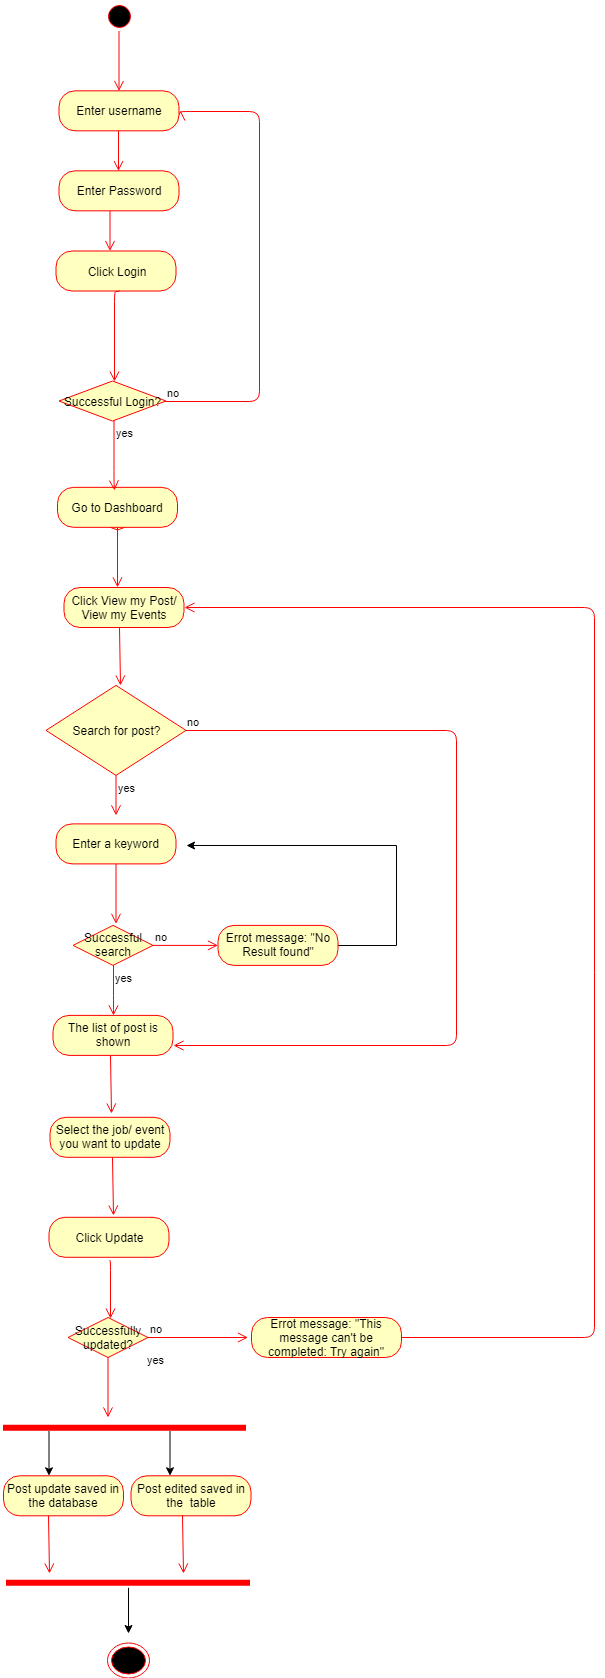 Enter username
Enter Password
Click Login
Successful Login?
no
yes
Go to Dashboard
Click View my Post/
View my Events
Search for post?
no
yes
Enter a keyword
Successful
search
no
Errot message: "No
Result found"
yes
The list of post is
shown
Select the job/ event
you want to update
Click Update
Successfully
updated?
no
yes
Errot message: "This
message can't be
completed: Try again"
Post update saved in
the database
Post edited saved in
the table